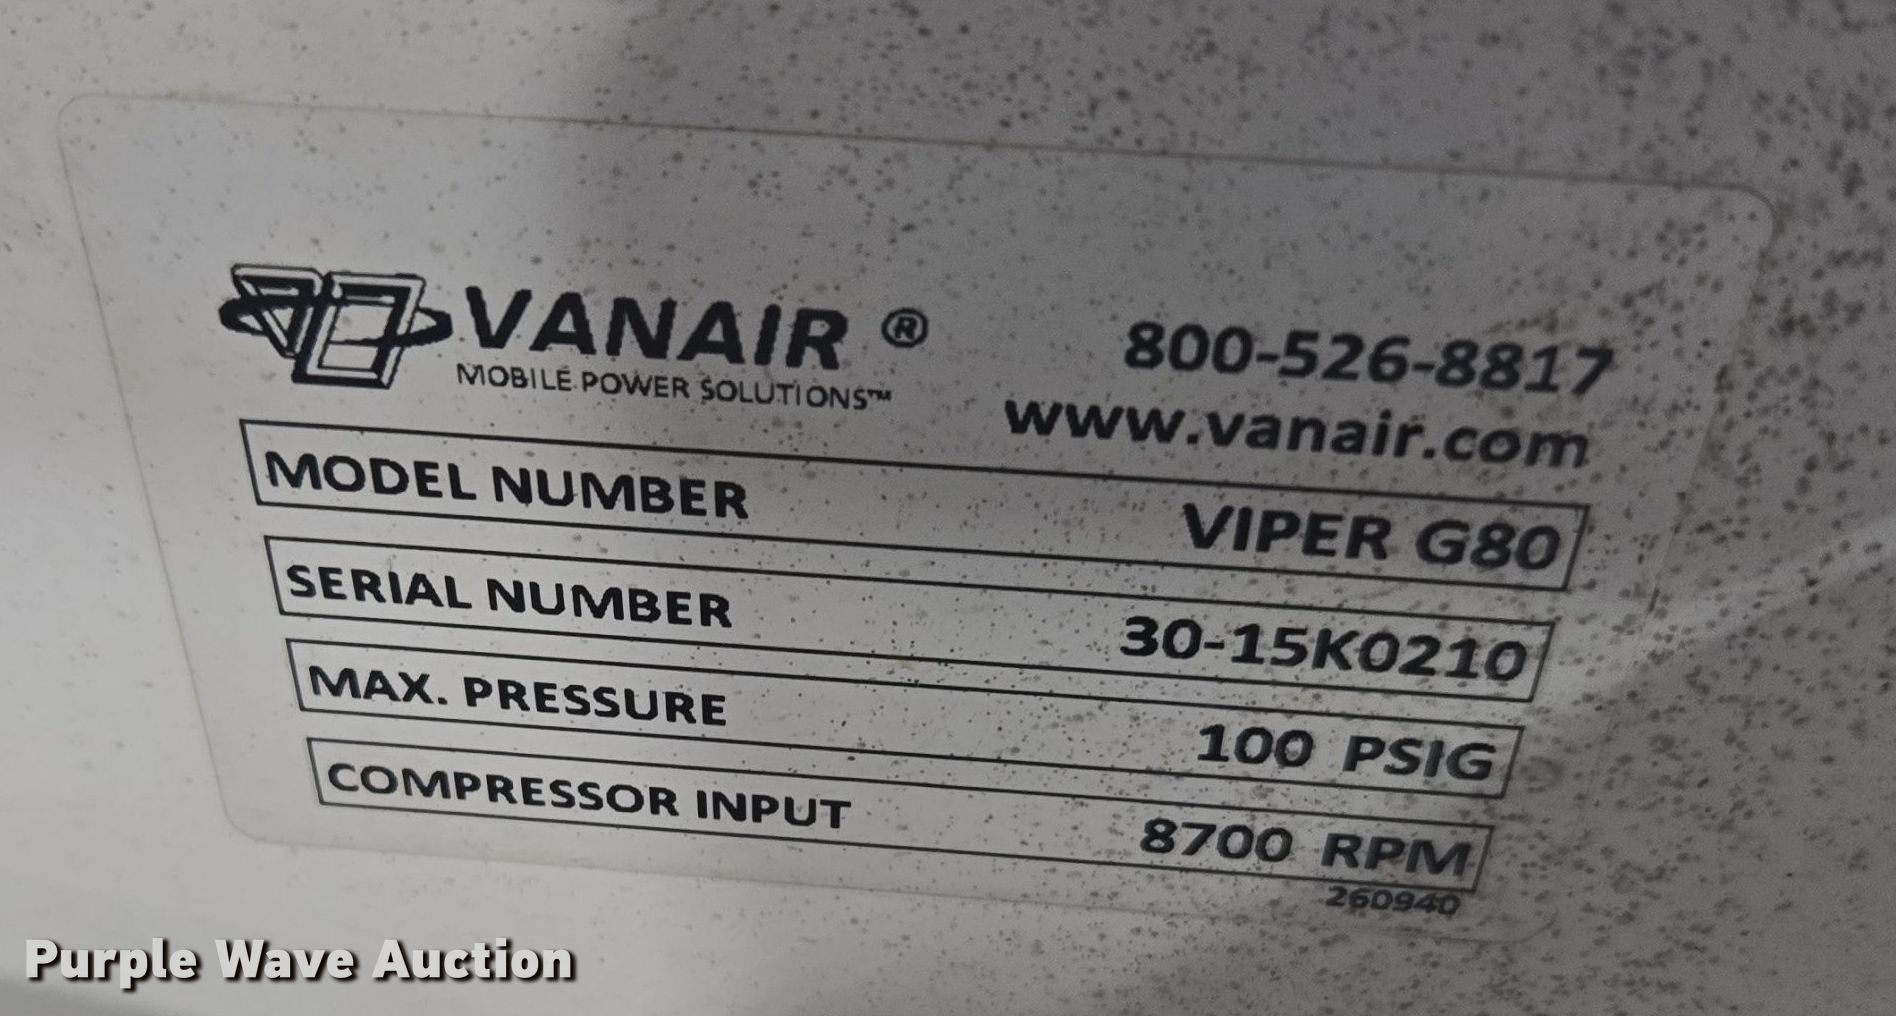 VANAIR ®
MOBILE POWER SOLUTIONS™
800-526-8817
www.vanair.com
MODEL NUMBER VIPER G80
SERIAL NUMBER 30-15K0210
MAX. PRESSURE 100 PSIG
COMPRESSOR INPUT 8700 RPM
260940
Purple Wave Auction